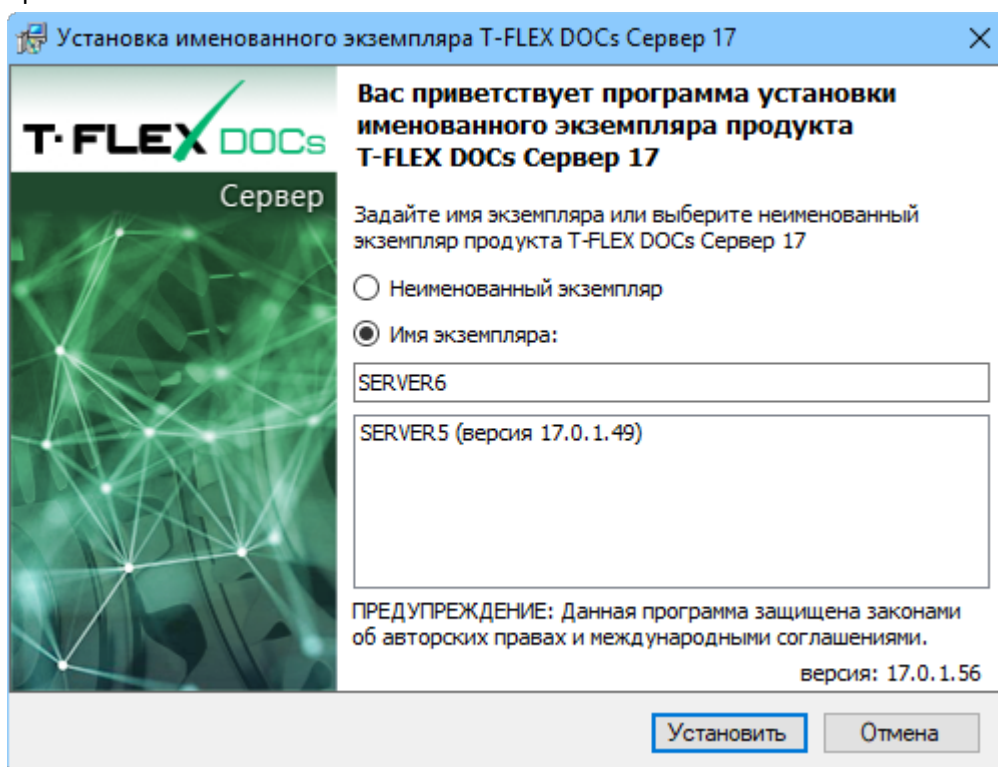 Установка именованного экземпляра T-FLEX DOCs Сервер 17
T-FLEX DOCs
Сервер
Вас приветствует программа установки
именованного экземпляра продукта
T-FLEX DOCs Сервер 17
Задайте имя экземпляра или выберите неименованный
экземпляр продукта T-FLEX DOCs Сервер 17
Неименованный экземпляр
Имя экземпляра:
SERVER6
SERVER5 (версия 17.0.1.49)
ПРЕДУПРЕЖДЕНИЕ: Данная программа защищена законами
об авторских правах и международными соглашениями.
версия: 17.0.1.56
Установить
Отмена